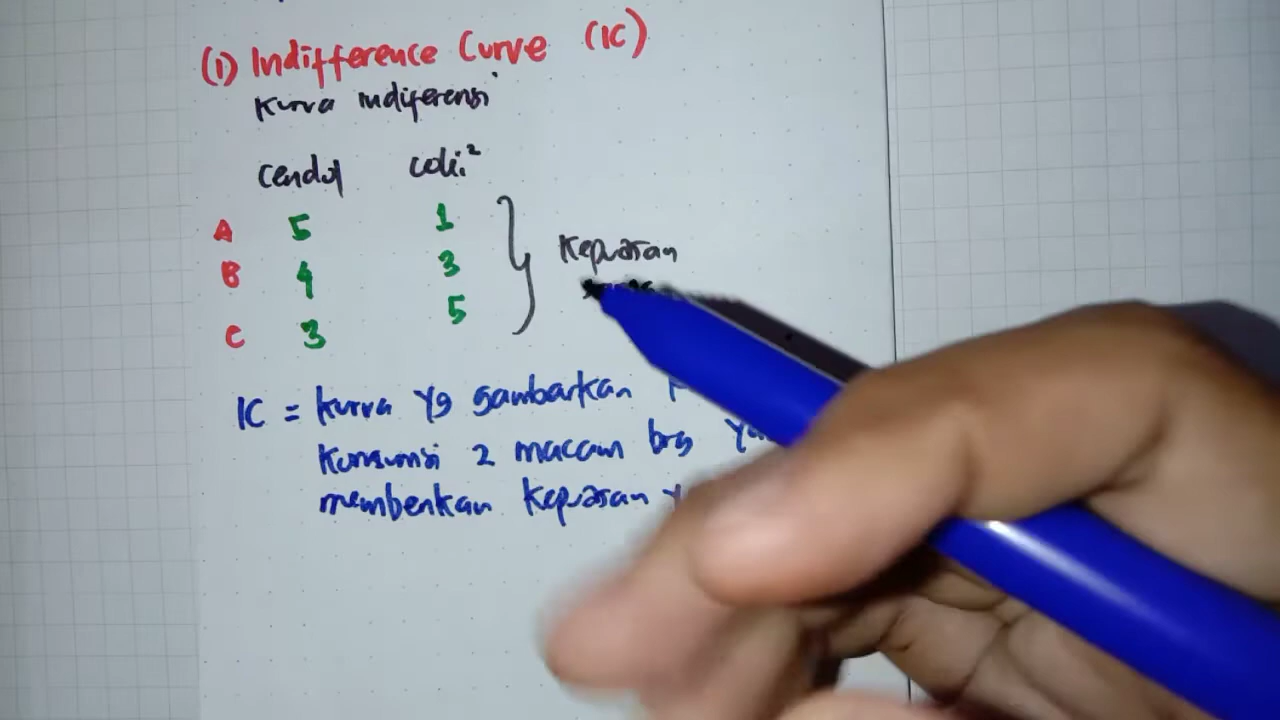 (1) Indifference Curve (IC)
Kurva indiferensi
cendol coki²
A 5 1
B 4 3
C 3 5
Kepuasan
IC = kurva yg gambarkan
konsumsi 2 macam brg
memberikan kepuasan